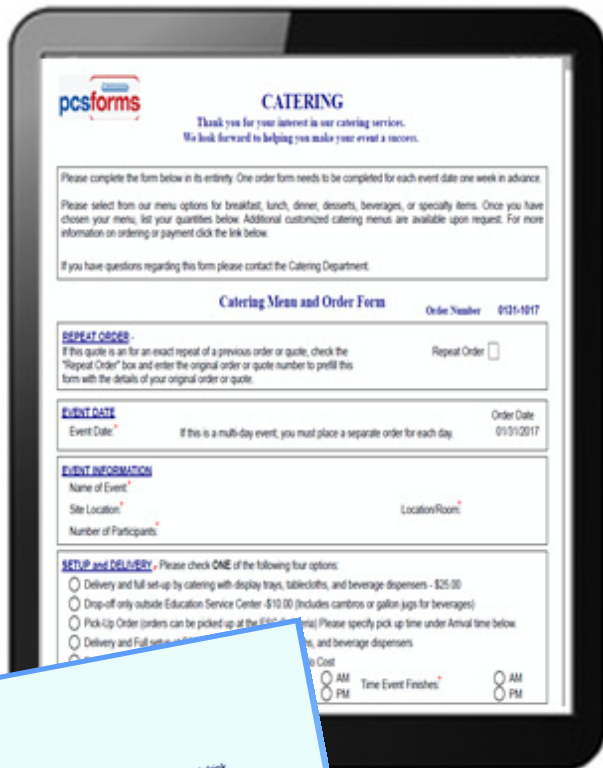 pcsforms
CATERING
Thank you for your interest in our catering services.
We look forward to helping you make your event a success.
Please complete the form below in its entirety. One order form needs to be completed for each event date one week in advance.
Please select from our menu options for breakfast, lunch, dinner, desserts, beverages, or specialty items. Once you have
chosen your menu, list your quantities below. Additional customized catering menus are available upon request. For more
information on ordering or payment click the link below.
If you have questions regarding this form please contact the Catering Department.
Catering Menu and Order Form
Order Number 0131-1017
REPEAT ORDER -
If this quote is an for an exact repeat of a previous order or quote, check the
"Repeat Order" box and enter the original order or quote number to prefill this
form with the details of your original order or quote.
Repeat Order
EVENT DATE
Order Date
Event Date:* If this is a multi-day event, you must place a separate order for each day. 01/31/2017
EVENT INFORMATION
Name of Event:*
Site Location:* Location/Room:*
Number of Participants:*
SETUP and DELIVERY - Please check ONE of the following four options:
Delivery and full set-up by catering with display trays, tablecloths, and beverage dispensers - $25.00
Drop-off only outside Education Service Center -$10.00 (Includes cambros or gallon jugs for beverages)
Pick-Up Order (orders can be picked up at the Please specify pick up time under Arrival time below.
Delivery and Full and beverage dispensers
Cost
AM Time Event Finishes:* AM
PM PM